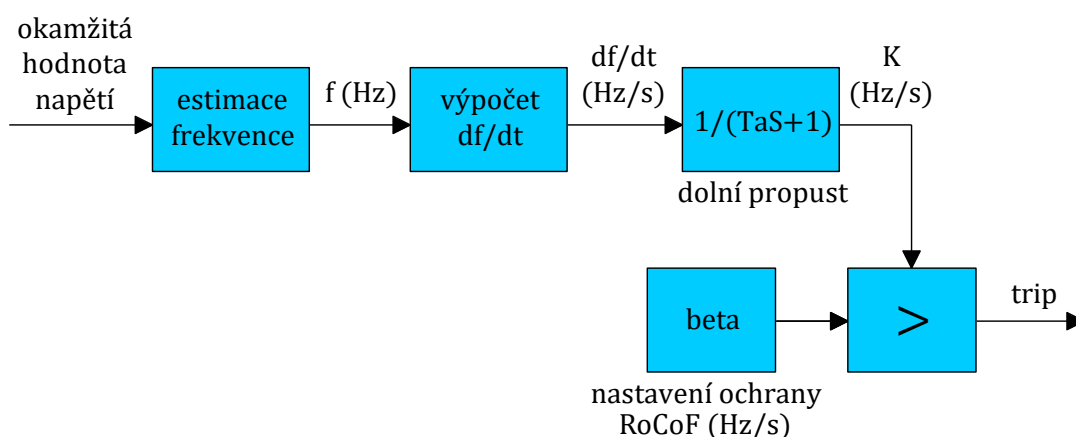 okamžitá
hodnota
napětí
estimace
frekvence
f (Hz)
výpočet
df/dt
df/dt
(Hz/s)
1/(TaS+1)
dolní propust
K
(Hz/s)
beta
nastavení ochrany
RoCoF (Hz/s)
>
trip